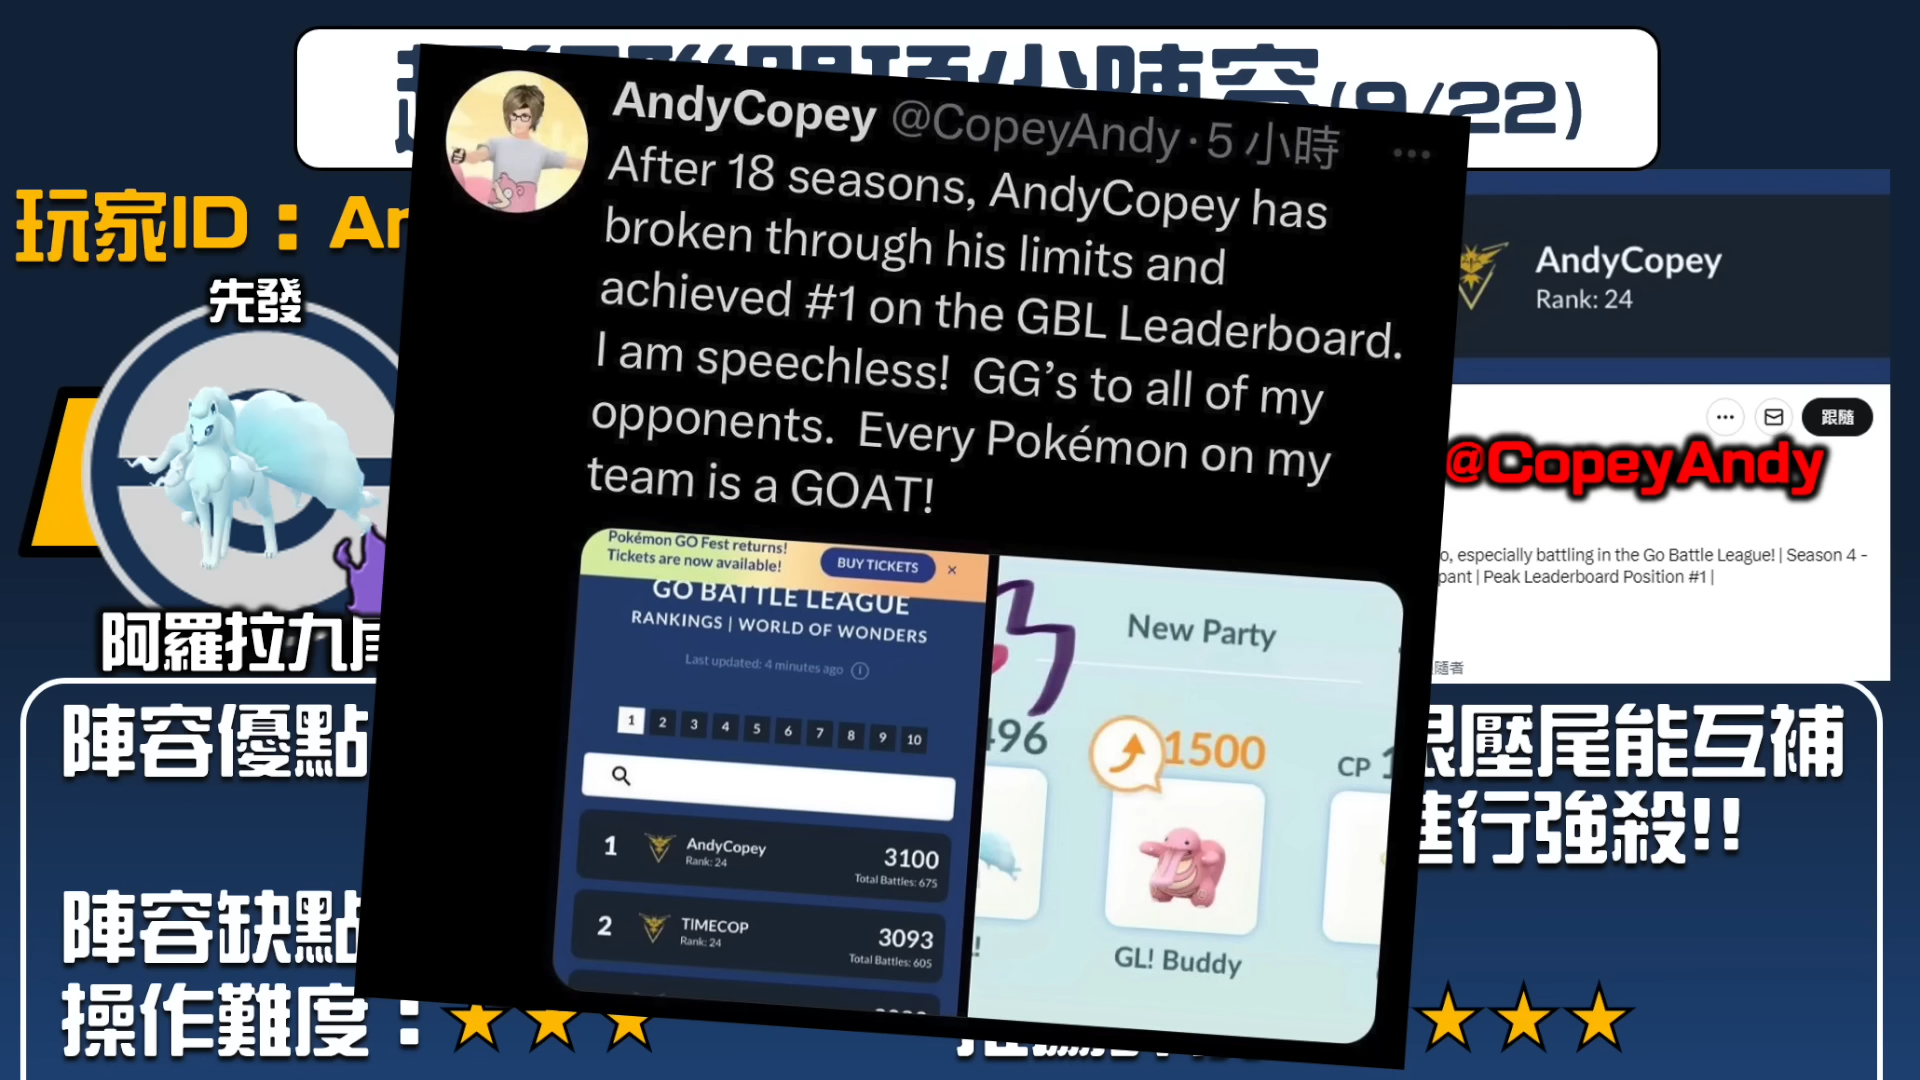 (9/22)
玩家ID：An
先發
阿羅拉九尾
陣容優點
陣容缺點
操作難度：★★★
AndyCopey @CopeyAndy·5 小時 ...
After 18 seasons, AndyCopey has
broken through his limits and
achieved #1 on the GBL Leaderboard.
I am speechless!  GG's to all of my
opponents.  Every Pokémon on my
team is a GOAT!
Pokémon GO Fest returns!
Tickets are now available!
BUY TICKETS ×
GO BATTLE LEAGUE
RANKINGS | WORLD OF WONDERS
Last updated: 4 minutes ago
1 2 3 4 5 6 7 8 9 10
1 AndyCopey 3100
Rank: 24 Total Battles: 675
2 TIMECOP 3093
Rank: 24 Total Battles: 605
New Party
496
1500
CP 1
GL! Buddy
AndyCopey
Rank: 24
跟隨
@CopeyAndy
o, especially battling in the Go Battle League! | Season 4 -
pant | Peak Leaderboard Position #1 |
隨者
壓尾能互補
進行強殺!!
★★★